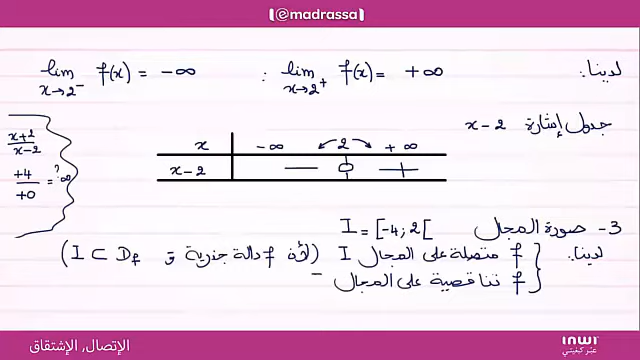 @madrassa
لدينا: lim f(x) = +∞ ; lim f(x) = -∞
x→2⁺ x→2⁻
جدول إشارة x-2
x+2
x-2
+4
+0
=?∞
x -∞ 2 +∞
x-2 — 0 +
3- صورة المجال I = [-4; 2[
لدينا: f متصلة على المجال I (لأن f دالة جذرية و I ⊂ Df)
f تناقصية على المجال
الإتصال, الإشتقاق
inwi